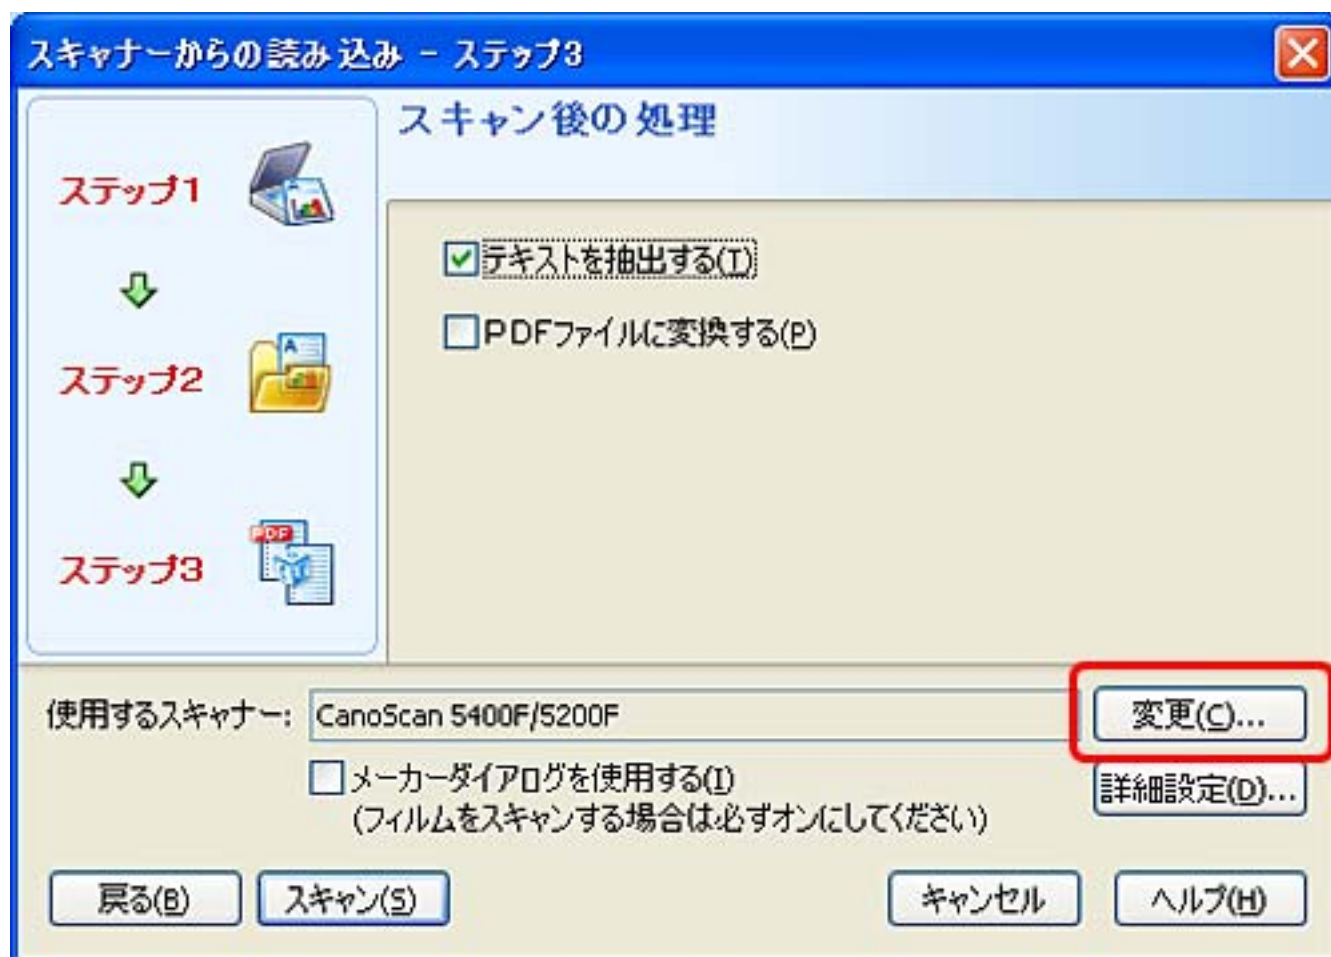 スキャナーからの読み込み - ステップ3
スキャン後の処理
ステップ1
ステップ2
ステップ3
PDF
A
テキストを抽出する(T)
PDFファイルに変換する(P)
使用するスキャナー: CanoScan 5400F/5200F 変更(C)...
メーカーダイアログを使用する(I) 詳細設定(D)...
(フィルムをスキャンする場合は必ずオンにしてください)
戻る(B) スキャン(S) キャンセル ヘルプ(H)